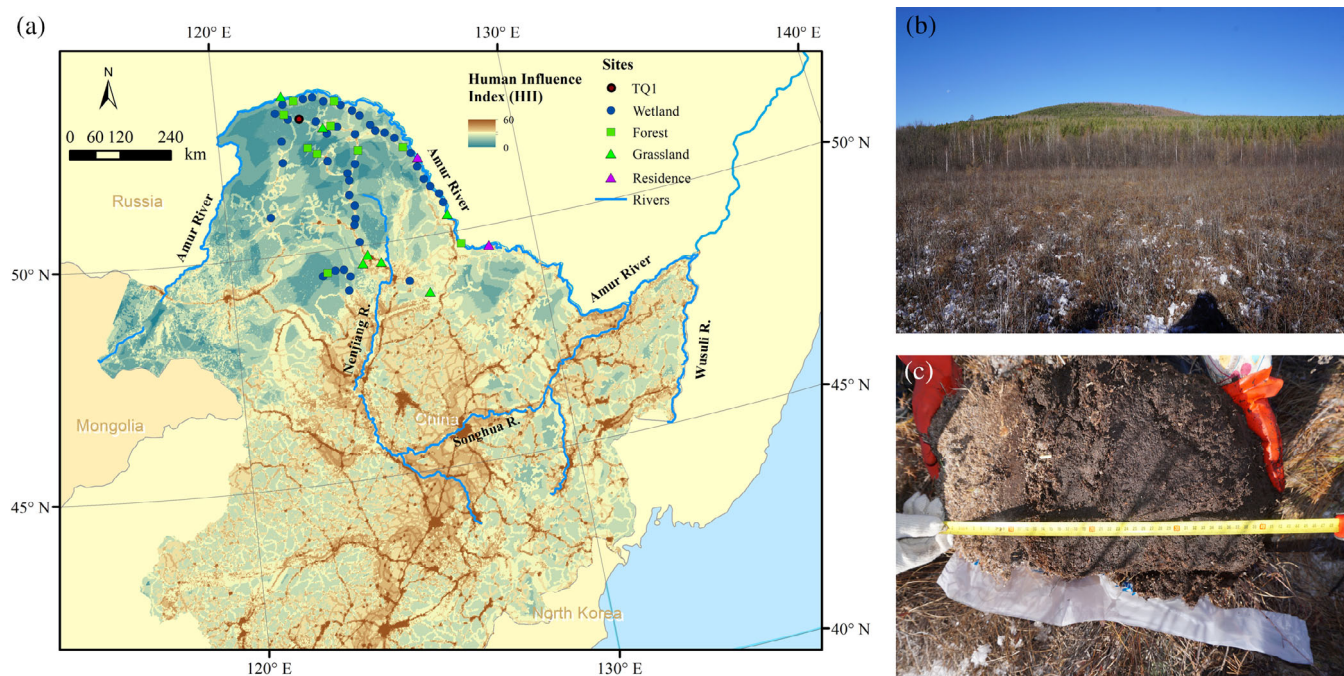 (a)
120° E
130° E
140° E
N
0 60 120 240
km
Human Influence
Index (HII)
60
0
Sites
TQ1
Wetland
Forest
Grassland
Residence
Rivers
50° N
Russia
Amur River
Amur River
50° N
Amur River
Nenjiang R.
Wusuli R.
Mongolia
China
Songhua R.
45° N
45° N
North Korea
40° N
120° E
130° E
(b)
(c)